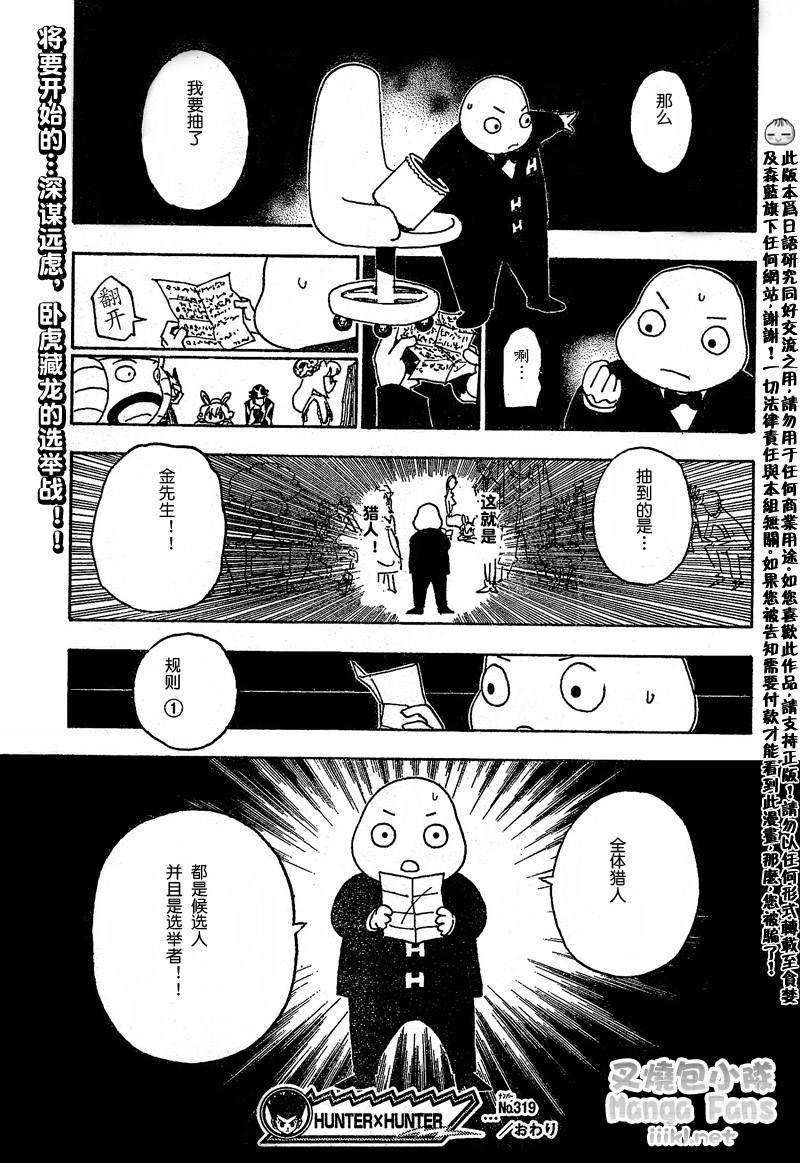 此版本爲日語研究同好交流之用，請勿用于任何商業用途。如您喜歡此作品，請支持正版！請勿以任何形式轉載至貪婪
及森藍旗下任何網站，謝謝！一切法律責任與本組無關。如果您被告知需要付款才能看到此漫畫，那麼，您被騙了！
那么
我要抽了
将要开始的…深谋远虑，卧虎藏龙的选举战！！
唰…
翻开
抽到的是…
这就是
猎人！
金先生！！
规则
①
全体猎人
都是候选人
并且是选举者！！
HUNTER×HUNTER
ナンバー
No.319
…／おわり
叉燒包小隊
Manga Fans
iiikl.net